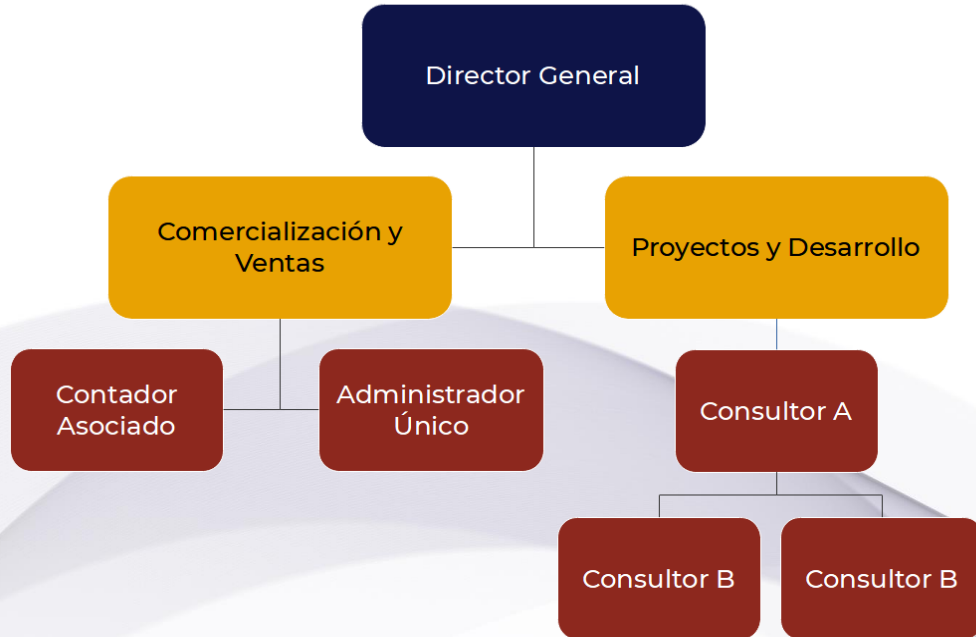 Director General
Comercialización y
Ventas
Proyectos y Desarrollo
Contador
Asociado
Administrador
Único
Consultor A
Consultor B
Consultor B